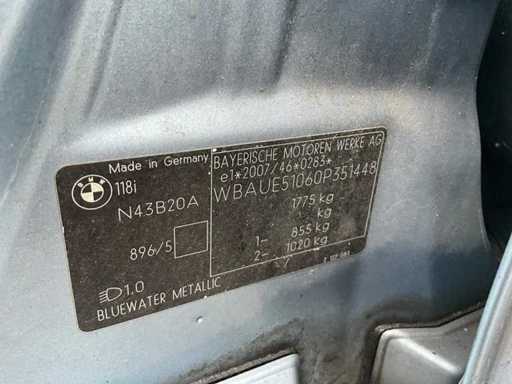 BMW
Made in Germany
118i
N43B20A
896/5
1.0
BLUEWATER METALLIC
BAYERISCHE MOTOREN WERKE AG
e1*2007/46*0283*
WBAUE51060P351448
1775 kg
kg
1- 855 kg
2- 1020 kg